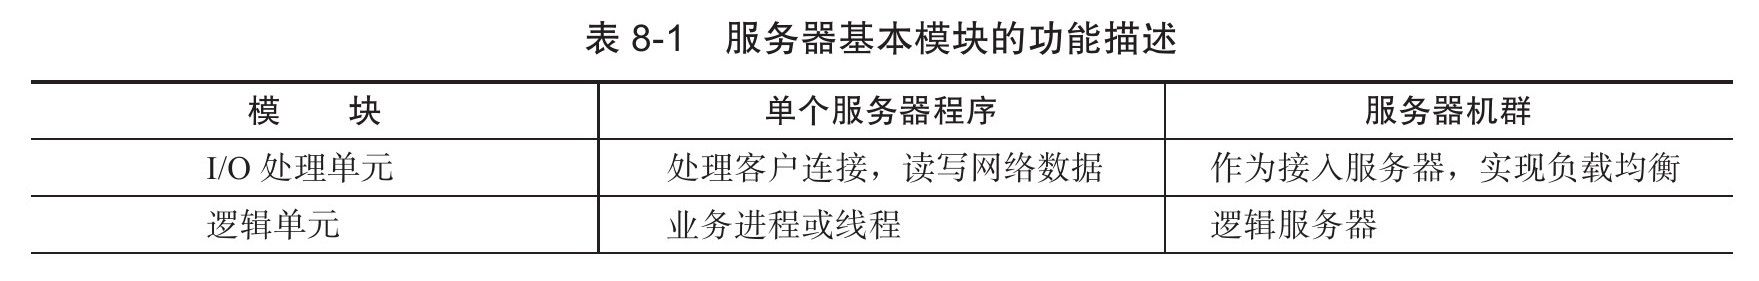 表 8-1 服务器基本模块的功能描述
模 块 单个服务器程序 服务器机群
I/O 处理单元 处理客户连接，读写网络数据 作为接入服务器，实现负载均衡
逻辑单元 业务进程或线程 逻辑服务器